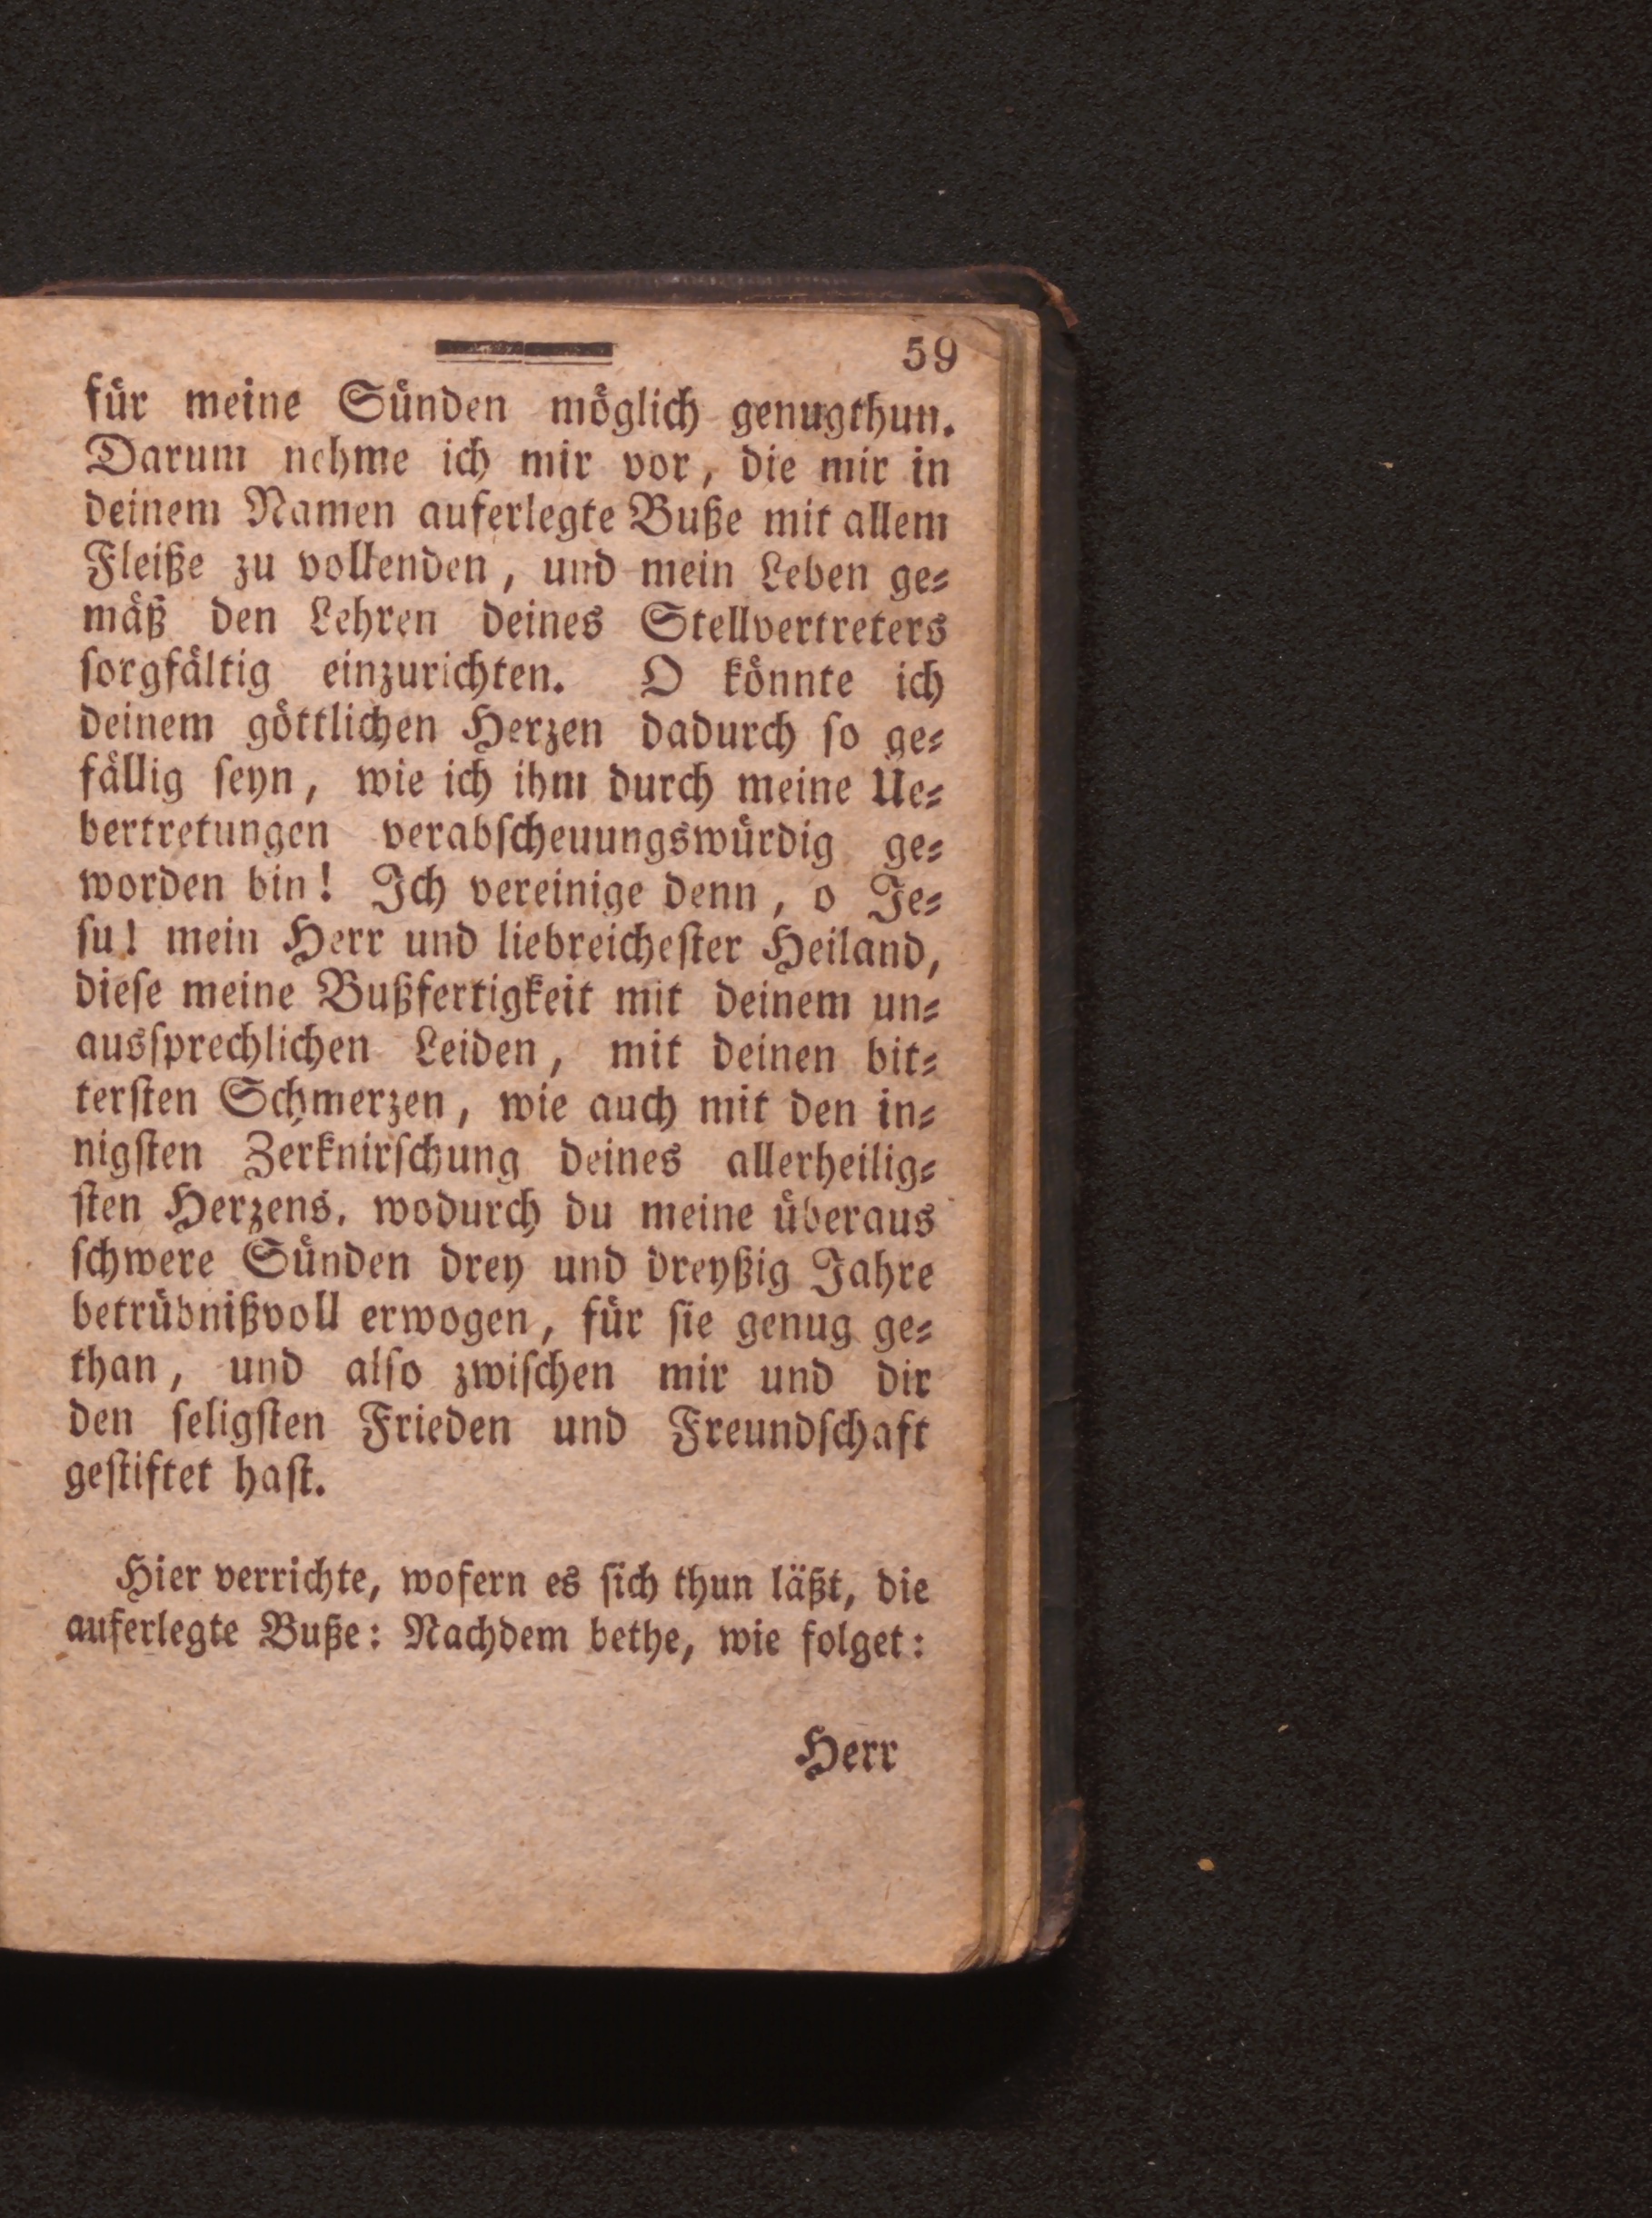 59
für meine Sünden möglich genugthun.
Darum nehme ich mir vor, die mir in
deinem Namen auferlegte Buße mit allem
Fleiße zu vollenden, und mein Leben ge⸗
mäß den Lehren deines Stellvertreters
ſorgfältig einzurichten. O könnte ich
deinem göttlichen Herzen dadurch ſo ge⸗
fällig ſeyn, wie ich ihm durch meine Ue⸗
bertretungen verabſcheuungswürdig ge⸗
worden bin! Ich vereinige denn, o Je⸗
ſu! mein Herr und liebreicheſter Heiland,
dieſe meine Bußfertigkeit mit deinem un⸗
ausſprechlichen Leiden, mit deinen bit⸗
terſten Schmerzen, wie auch mit den in⸗
nigſten Zerknirſchung deines allerheilig⸗
ſten Herzens, wodurch du meine überaus
ſchwere Sünden drey und dreyßig Jahre
betrübnißvoll erwogen, für ſie genug ge⸗
than, und alſo zwiſchen mir und dir
den ſeligſten Frieden und Freundſchaft
geſtiftet haſt.
Hier verrichte, wofern es ſich thun läßt, die
auferlegte Buße: Nachdem bethe, wie folget:
Herr